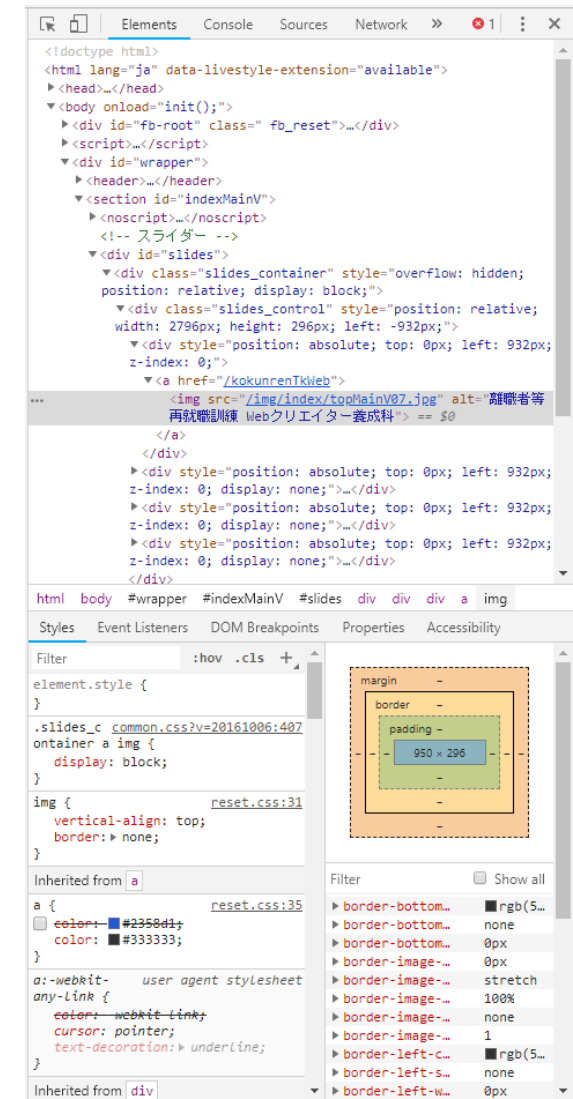 Elements Console Sources Network » 1
<!doctype html>
<html lang="ja" data-livestyle-extension="available">
<head>…</head>
<body onload="init();">
<div id="fb-root" class=" fb_reset">…</div>
<script>…</script>
<div id="wrapper">
<header>…</header>
<section id="indexMainV">
<noscript>…</noscript>
<!-- スライダー -->
<div id="slides">
<div class="slides_container" style="overflow: hidden;
position: relative; display: block;">
<div class="slides_control" style="position: relative;
width: 2796px; height: 296px; left: -932px;">
<div style="position: absolute; top: 0px; left: 932px;
z-index: 0;">
<a href="/kokunrenTkWeb">
… <img src="/img/index/topMainV07.jpg" alt="離職者等
再就職訓練 Webクリエイター養成科"> == $0
</a>
</div>
<div style="position: absolute; top: 0px; left: 932px;
z-index: 0; display: none;">…</div>
<div style="position: absolute; top: 0px; left: 932px;
z-index: 0; display: none;">…</div>
<div style="position: absolute; top: 0px; left: 932px;
z-index: 0; display: none;">…</div>
</div>
html body #wrapper #indexMainV #slides div div div a img
Styles Event Listeners DOM Breakpoints Properties Accessibility
Filter :hov .cls +
element.style {
}
.slides_c common.css?v=20161006:407
ontainer a img {
display: block;
}
img { reset.css:31
vertical-align: top;
border: none;
}
Inherited from a
a { reset.css:35
color: #2358d1;
color: #333333;
}
a:-webkit- user agent stylesheet
any-link {
color: -webkit-link;
cursor: pointer;
text-decoration: underline;
}
Inherited from div
margin –
border –
padding –
– – – 950 × 296 – – –
–
–
–
Filter Show all
border-bottom… rgb(5…
border-bottom… none
border-bottom… 0px
border-image-… 0px
border-image-… stretch
border-image-… 100%
border-image-… none
border-image-… 1
border-left-c… rgb(5…
border-left-s… none
border-left-w… 0px